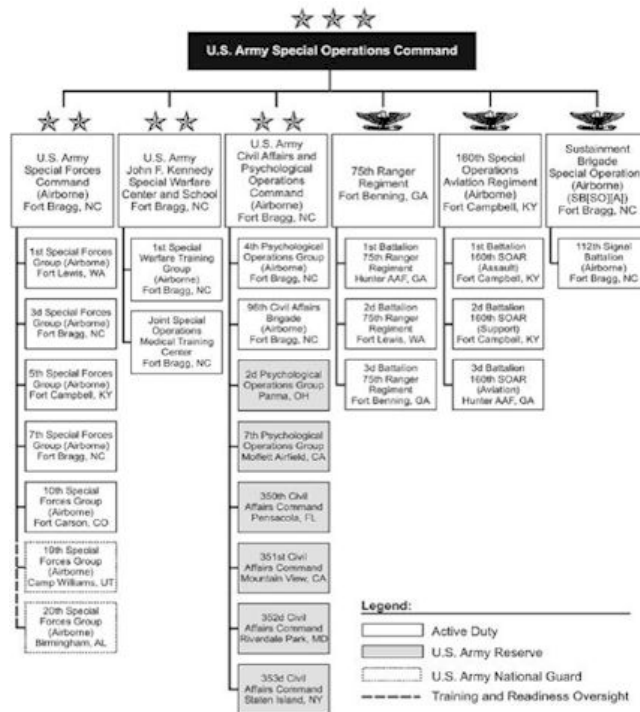 U.S. Army Special Operations Command
U.S. Army
Special Forces
Command
(Airborne)
Fort Bragg, NC
U.S. Army
John F. Kennedy
Special Warfare
Center and School
Fort Bragg, NC
U.S. Army
Civil Affairs and
Psychological
Operations
Command
(Airborne)
Fort Bragg, NC
75th Ranger
Regiment
Fort Benning, GA
160th Special
Operations
Aviation Regiment
(Airborne)
Fort Campbell, KY
Sustainment
Brigade
Special Operation
(Airborne)
(SB[SO][A])
Fort Bragg, NC
1st Special Forces
Group (Airborne)
Fort Lewis, WA
3d Special Forces
Group (Airborne)
Fort Bragg, NC
5th Special Forces
Group (Airborne)
Fort Campbell, KY
7th Special Forces
Group (Airborne)
Fort Bragg, NC
10th Special
Forces Group
(Airborne)
Fort Carson, CO
19th Special
Forces Group
(Airborne)
Camp Williams, UT
20th Special
Forces Group
(Airborne)
Birmingham, AL
1st Special
Warfare Training
Group
(Airborne)
Fort Bragg, NC
Joint Special
Operations
Medical Training
Center
Fort Bragg, NC
4th Psychological
Operations Group
(Airborne)
Fort Bragg, NC
96th Civil Affairs
Brigade
(Airborne)
Fort Bragg, NC
2d Psychological
Operations Group
Parma, OH
7th Psychological
Operations Group
Moffett Airfield, CA
350th Civil
Affairs Command
Pensacola, FL
351st Civil
Affairs Command
Mountain View, CA
352d Civil
Affairs Command
Riverdale Park, MD
353d Civil
Affairs Command
Staten Island, NY
1st Battalion
75th Ranger
Regiment
Hunter AAF, GA
2d Battalion
75th Ranger
Regiment
Fort Lewis, WA
3d Battalion
75th Ranger
Regiment
Fort Benning, GA
1st Battalion
160th SOAR
(Assault)
Fort Campbell, KY
2d Battalion
160th SOAR
(Support)
Fort Campbell, KY
3d Battalion
160th SOAR
(Aviation)
Hunter AAF, GA
112th Signal
Battalion
(Airborne)
Fort Bragg, NC
Legend:
Active Duty
U.S. Army Reserve
U.S. Army National Guard
Training and Readiness Oversight